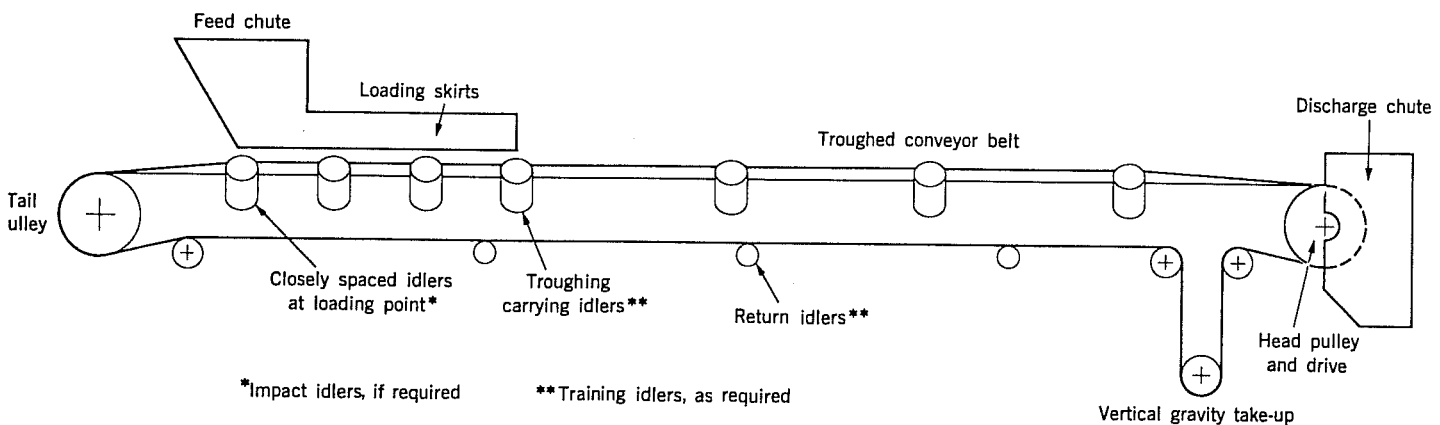 Feed chute
Loading skirts
Discharge chute
Troughed conveyor belt
Tail
ulley
Closely spaced idlers
at loading point*
Troughing
carrying idlers**
Return idlers**
Head pulley
and drive
*Impact idlers, if required
**Training idlers, as required
Vertical gravity take-up